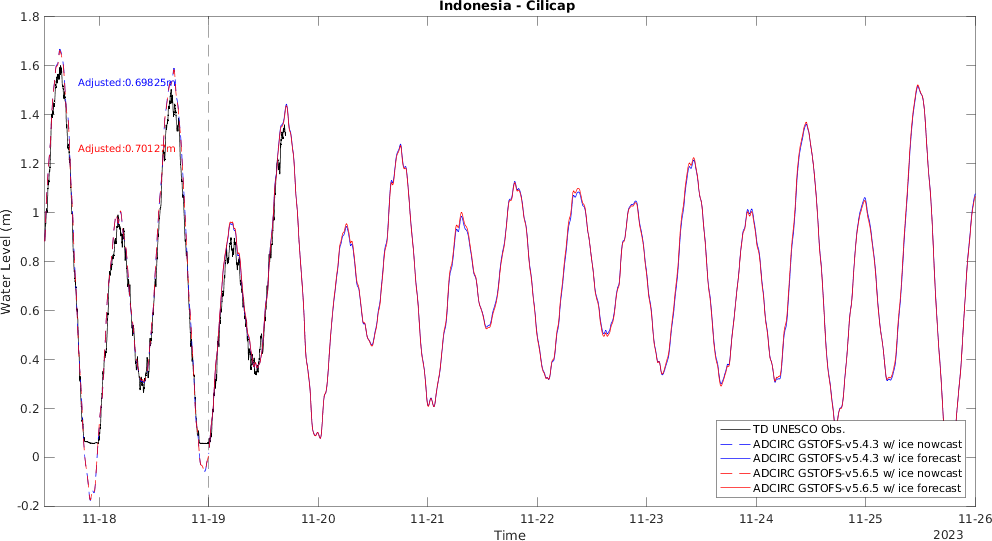 Indonesia - Cilicap
1.8
1.6
1.4
1.2
1
0.8
0.6
0.4
0.2
0
-0.2
Water Level (m)
Adjusted:0.69825m
Adjusted:0.70127m
TD UNESCO Obs.
ADCIRC GSTOFS-v5.4.3 w/ ice nowcast
ADCIRC GSTOFS-v5.4.3 w/ ice forecast
ADCIRC GSTOFS-v5.6.5 w/ ice nowcast
ADCIRC GSTOFS-v5.6.5 w/ ice forecast
11-18 11-19 11-20 11-21 11-22 11-23 11-24 11-25 11-26
Time
2023